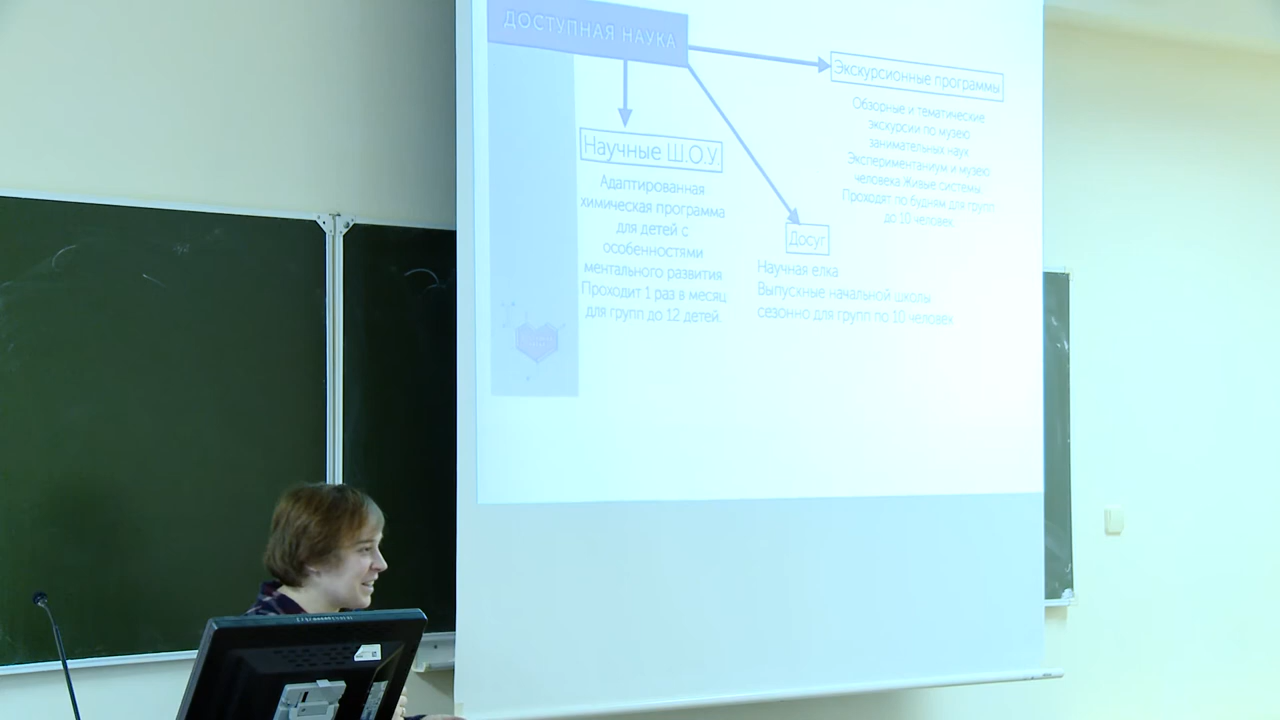 ДОСТУПНАЯ НАУКА
Экскурсионные программы
Обзорные и тематические
экскурсии по музею
занимательных наук
Экспериментаниум и музею
человека Живые системы.
Проходят по будням для групп
до 10 человек.
Научные Ш.О.У.
Адаптированная
химическая программа
для детей с
особенностями
ментального развития
Проходит 1 раз в месяц
для групп до 12 детей.
Досуг
Научная елка
Выпускные начальной школы
сезонно для групп по 10 человек